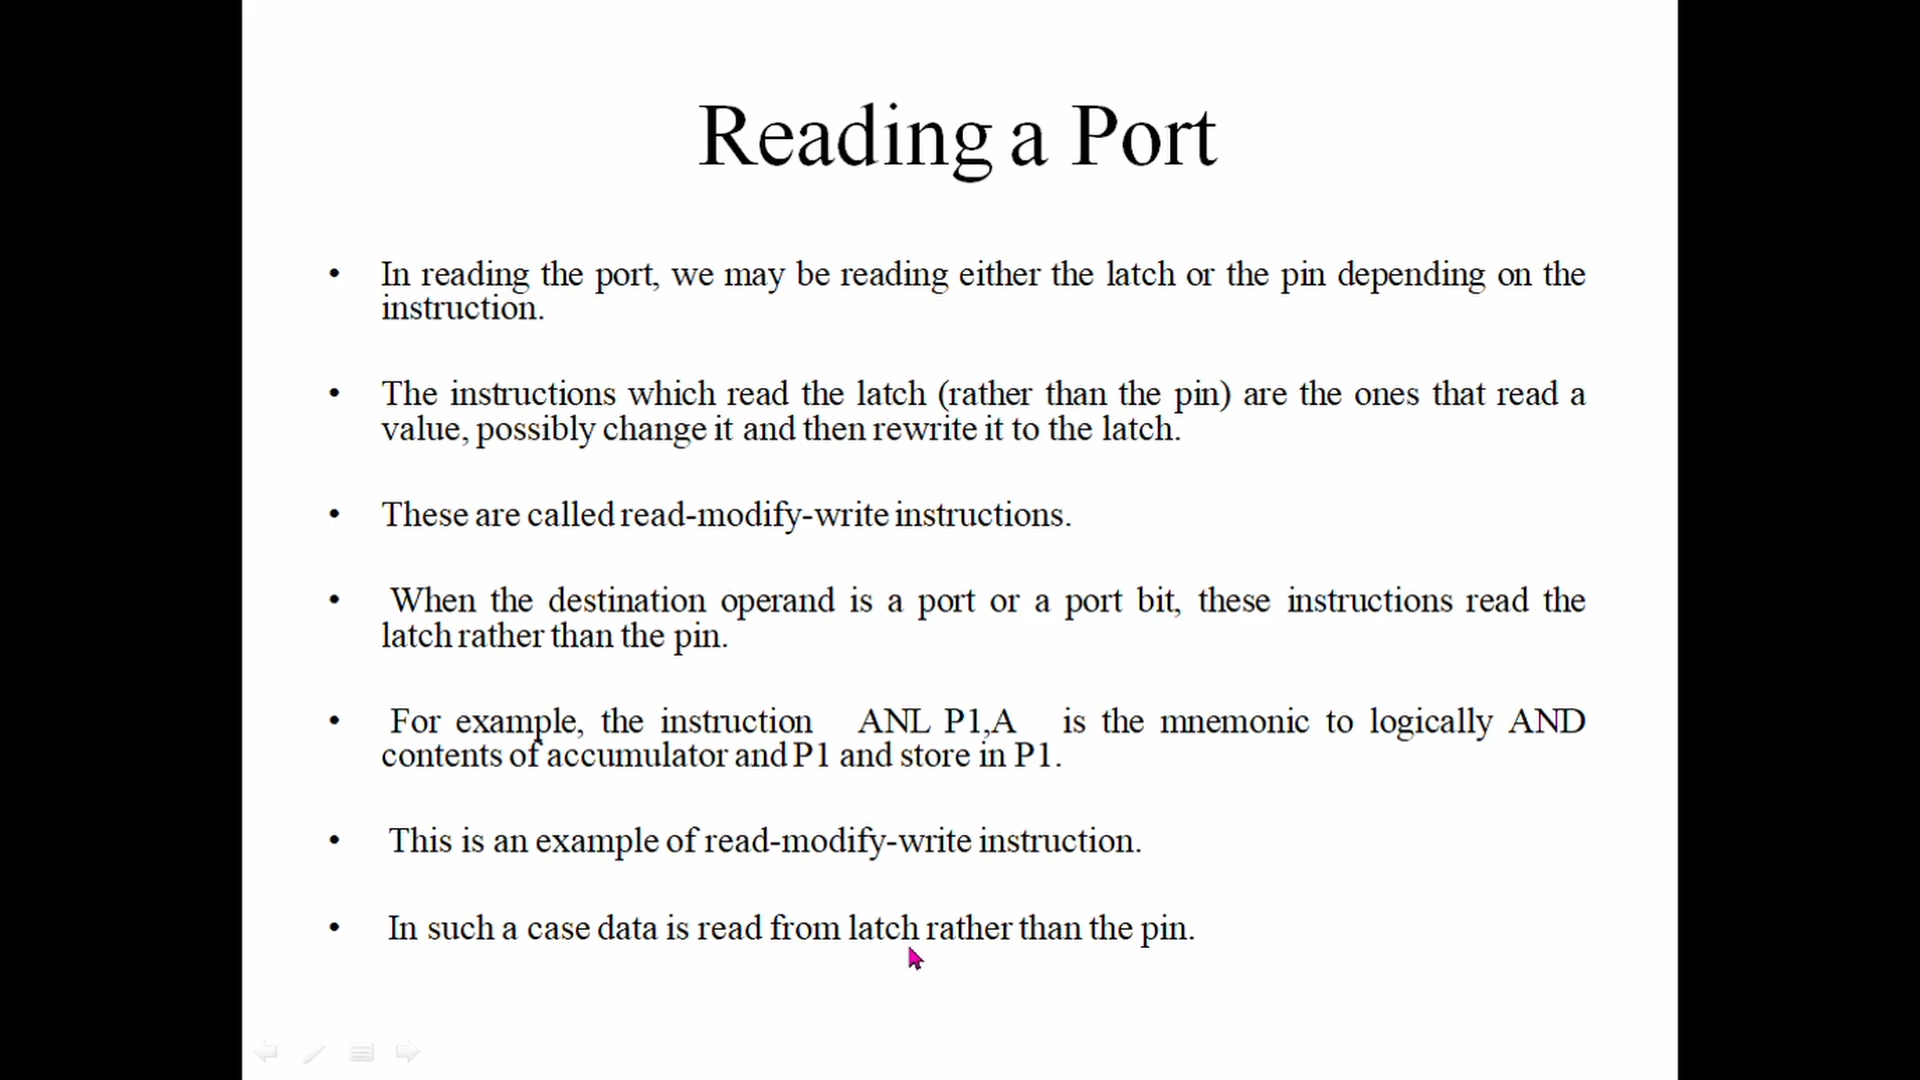 Reading a Port
• In reading the port, we may be reading either the latch or the pin depending on the
instruction.
• The instructions which read the latch (rather than the pin) are the ones that read a
value, possibly change it and then rewrite it to the latch.
• These are called read-modify-write instructions.
• When the destination operand is a port or a port bit, these instructions read the
latch rather than the pin.
• For example, the instruction ANL P1,A is the mnemonic to logically AND
contents of accumulator and P1 and store in P1.
• This is an example of read-modify-write instruction.
• In such a case data is read from latch rather than the pin.